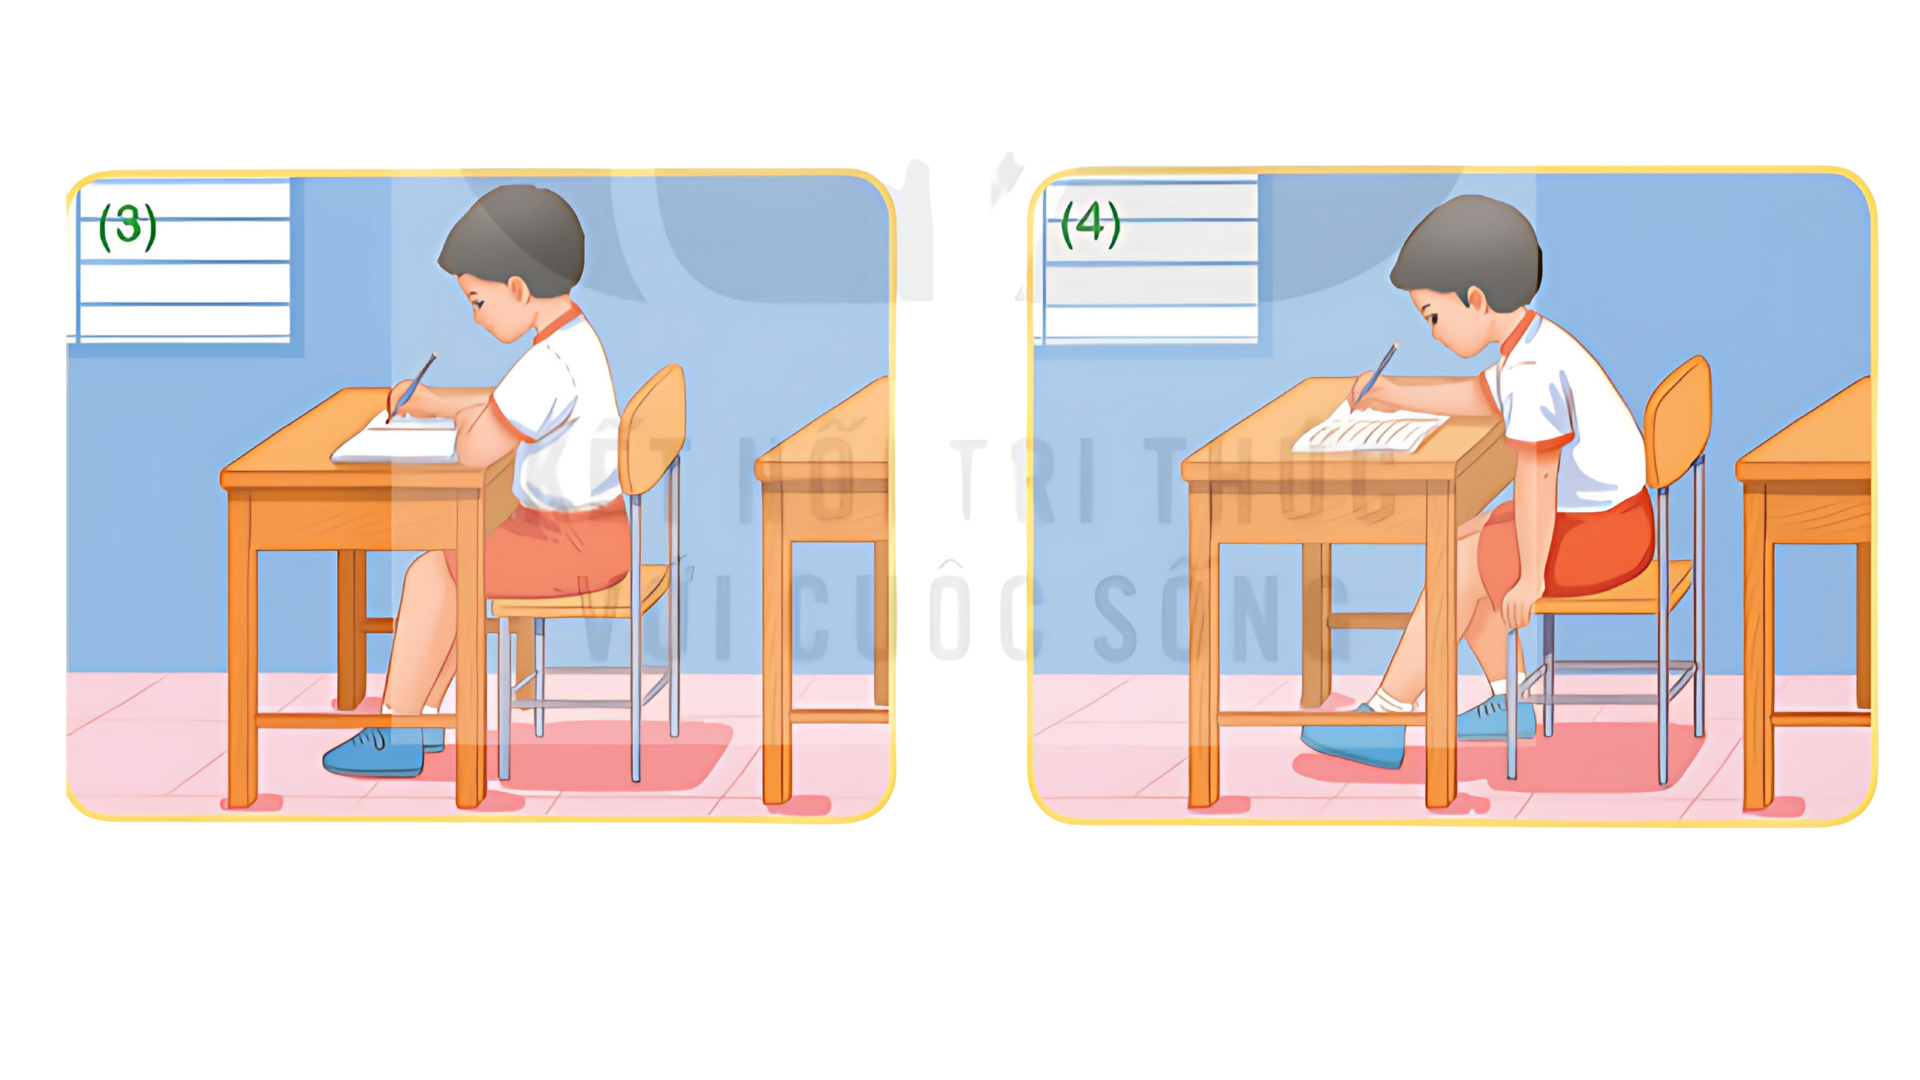 (3)
(4)
KẾT NỐI TRI THỨC
VỚI CUỘC SỐNG